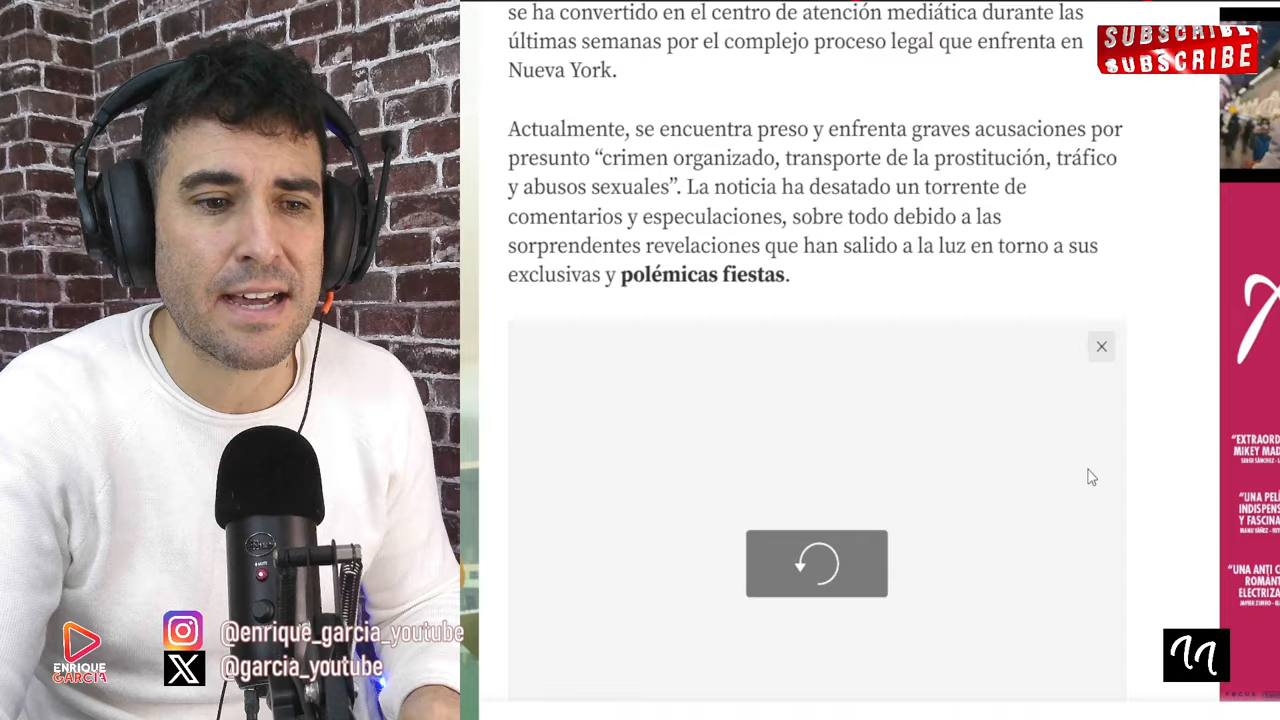 se ha convertido en el centro de atención mediática durante las
últimas semanas por el complejo proceso legal que enfrenta en
Nueva York.
Actualmente, se encuentra preso y enfrenta graves acusaciones por
presunto “crimen organizado, transporte de la prostitución, tráfico
y abusos sexuales”. La noticia ha desatado un torrente de
comentarios y especulaciones, sobre todo debido a las
sorprendentes revelaciones que han salido a la luz en torno a sus
exclusivas y polémicas fiestas.
SUBSCRIBE
SUBSCRIBE
“EXTRAORD
MIKEY MAD
“UNA PEL
INDISPEN
Y FASCINA
“UNA ANTI C
ROMÁNT
ELECTRIZA
FOCUS
ENRIQUE
GARCIA
@enrique_garcia_youtube
@garcia_youtube